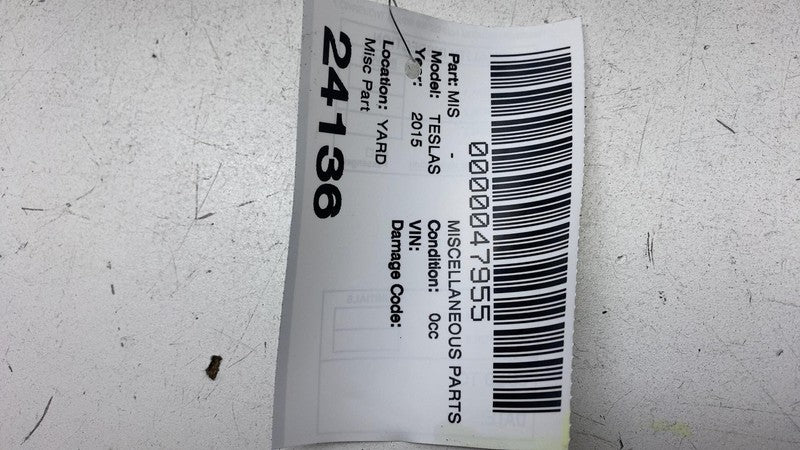 0000047955
Part: MIS - MISCELLANEOUS PARTS
Model: TESLAS Condition: 0cc
Year: 2015 VIN:
Damage Code:
Location: YARD
Misc Part
24136